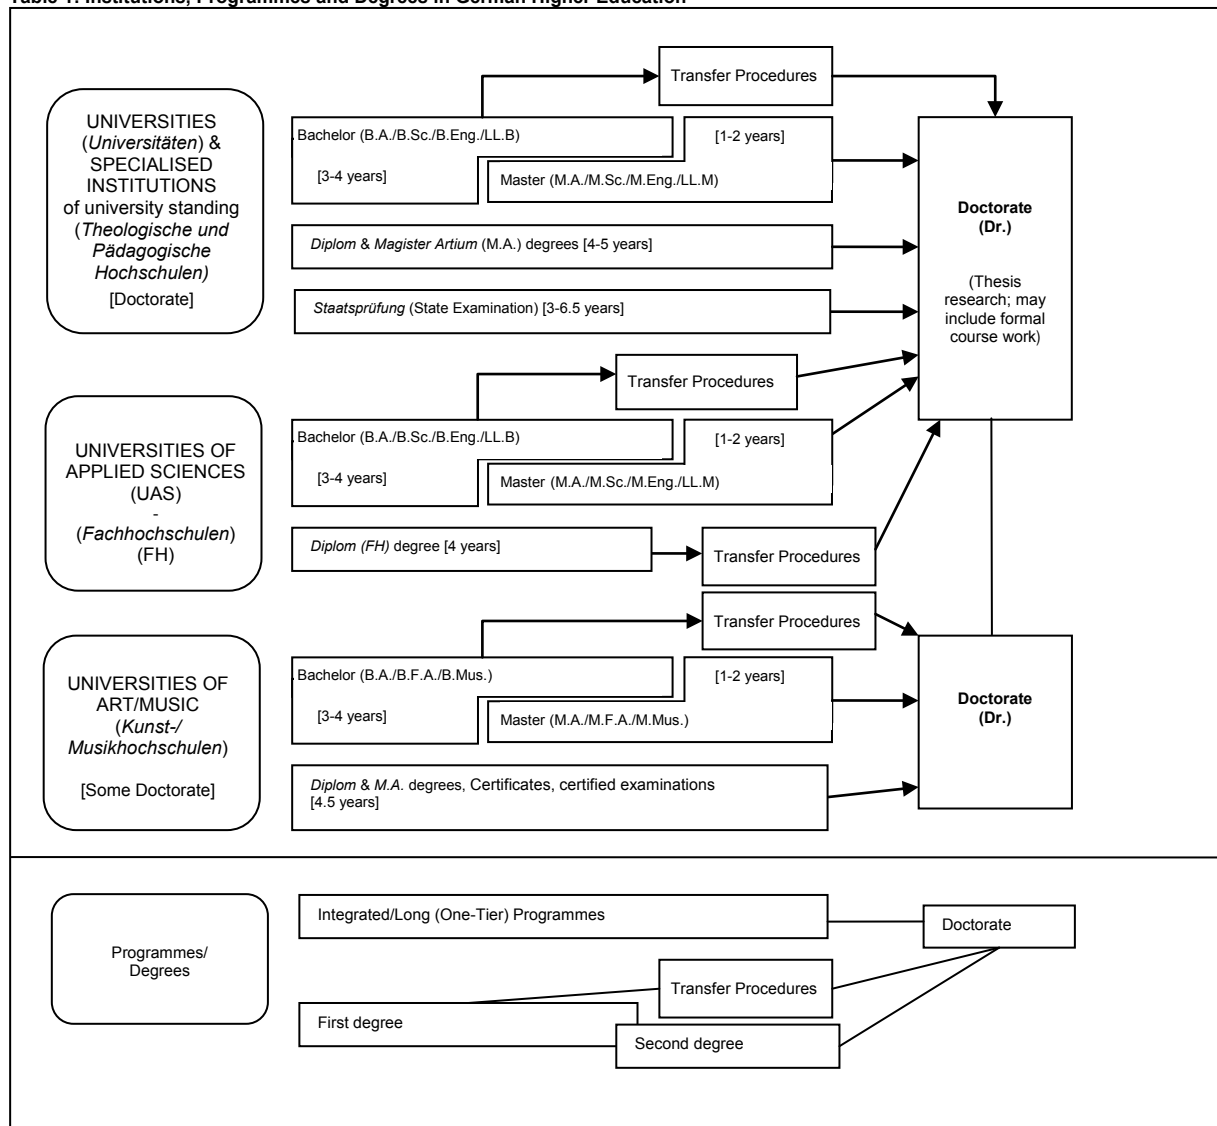 Table 1: Institutions, Programmes and Degrees in German Higher Education
Transfer Procedures
UNIVERSITIES
(Universitäten) &
SPECIALISED
INSTITUTIONS
of university standing
(Theologische und
Pädagogische
Hochschulen)
[Doctorate]
Bachelor (B.A./B.Sc./B.Eng./LL.B)
[3-4 years]
[1-2 years]
Master (M.A./M.Sc./M.Eng./LL.M)
Diplom & Magister Artium (M.A.) degrees [4-5 years]
Staatsprüfung (State Examination) [3-6.5 years]
Doctorate
(Dr.)
(Thesis
research; may
include formal
course work)
Transfer Procedures
UNIVERSITIES OF
APPLIED SCIENCES
(UAS)
-
(Fachhochschulen)
(FH)
Bachelor (B.A./B.Sc./B.Eng./LL.B)
[3-4 years]
[1-2 years]
Master (M.A./M.Sc./M.Eng./LL.M)
Diplom (FH) degree [4 years]
Transfer Procedures
Transfer Procedures
UNIVERSITIES OF
ART/MUSIC
(Kunst-/
Musikhochschulen)
[Some Doctorate]
Bachelor (B.A./B.F.A./B.Mus.)
[3-4 years]
[1-2 years]
Master (M.A./M.F.A./M.Mus.)
Diplom & M.A. degrees, Certificates, certified examinations
[4.5 years]
Doctorate
(Dr.)
Programmes/
Degrees
Integrated/Long (One-Tier) Programmes
Doctorate
Transfer Procedures
First degree
Second degree